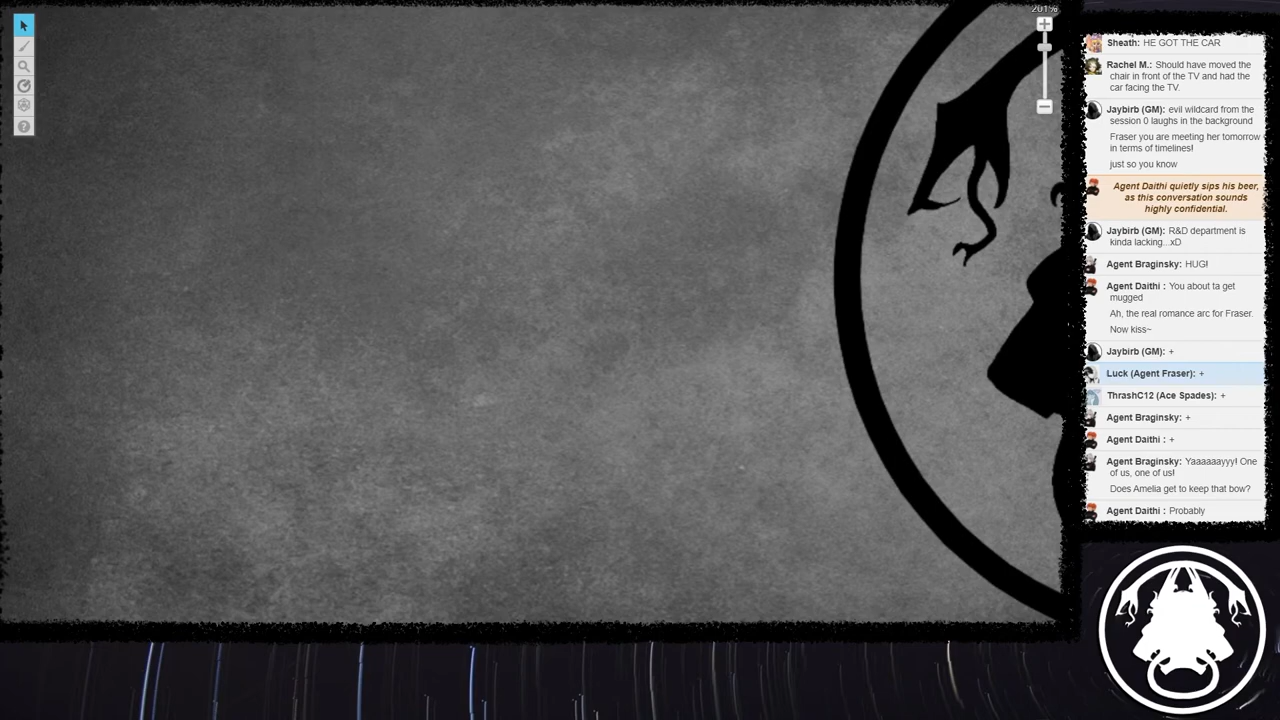 201%
Sheath: HE GOT THE CAR
Rachel M.: Should have moved the
chair in front of the TV and had the
car facing the TV.
Jaybirb (GM): evil wildcard from the
session 0 laughs in the background
Fraser you are meeting her tomorrow
in terms of timelines!
just so you know
Agent Daithi quietly sips his beer,
as this conversation sounds
highly confidential.
Jaybirb (GM): R&D department is
kinda lacking...xD
Agent Braginsky: HUG!
Agent Daithi : You about ta get
mugged
Ah, the real romance arc for Fraser.
Now kiss~
Jaybirb (GM): +
Luck (Agent Fraser): +
ThrashC12 (Ace Spades): +
Agent Braginsky: +
Agent Daithi : +
Agent Braginsky: Yaaaaaayyy! One
of us, one of us!
Does Amelia get to keep that bow?
Agent Daithi : Probably